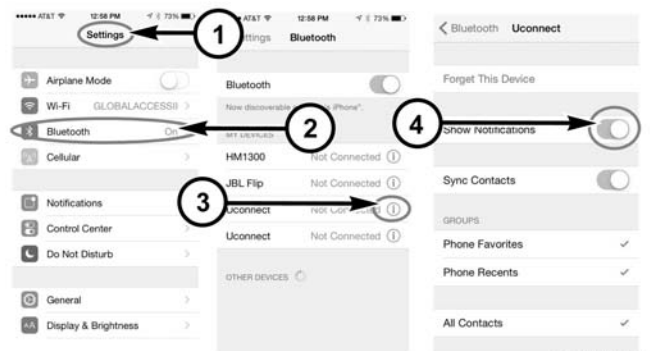 AT&T 12:58 PM 73%
Settings
1
Airplane Mode
Wi-Fi GLOBALACCESSII
Bluetooth On
2
Cellular
Notifications
Control Center
Do Not Disturb
General
AA Display & Brightness
AT&T 12:58 PM 73%
Settings Bluetooth
Bluetooth
Now discoverable iPhone".
MY DEVICES
HM1300 Not Connected i
JBL Flip Not Connected i
3
Uconnect Not Connected i
Uconnect Not Connected i
OTHER DEVICES
Bluetooth Uconnect
Forget This Device
4
Show Notifications
Sync Contacts
GROUPS
Phone Favorites
Phone Recents
All Contacts